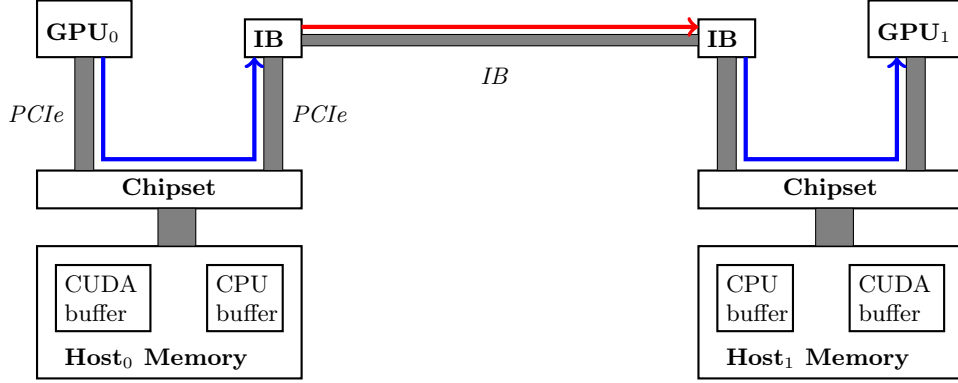 GPU₀
IB
IB
GPU₁
PCIe
PCIe
IB
Chipset
Chipset
CUDA
buffer
CPU
buffer
CPU
buffer
CUDA
buffer
Host₀ Memory
Host₁ Memory